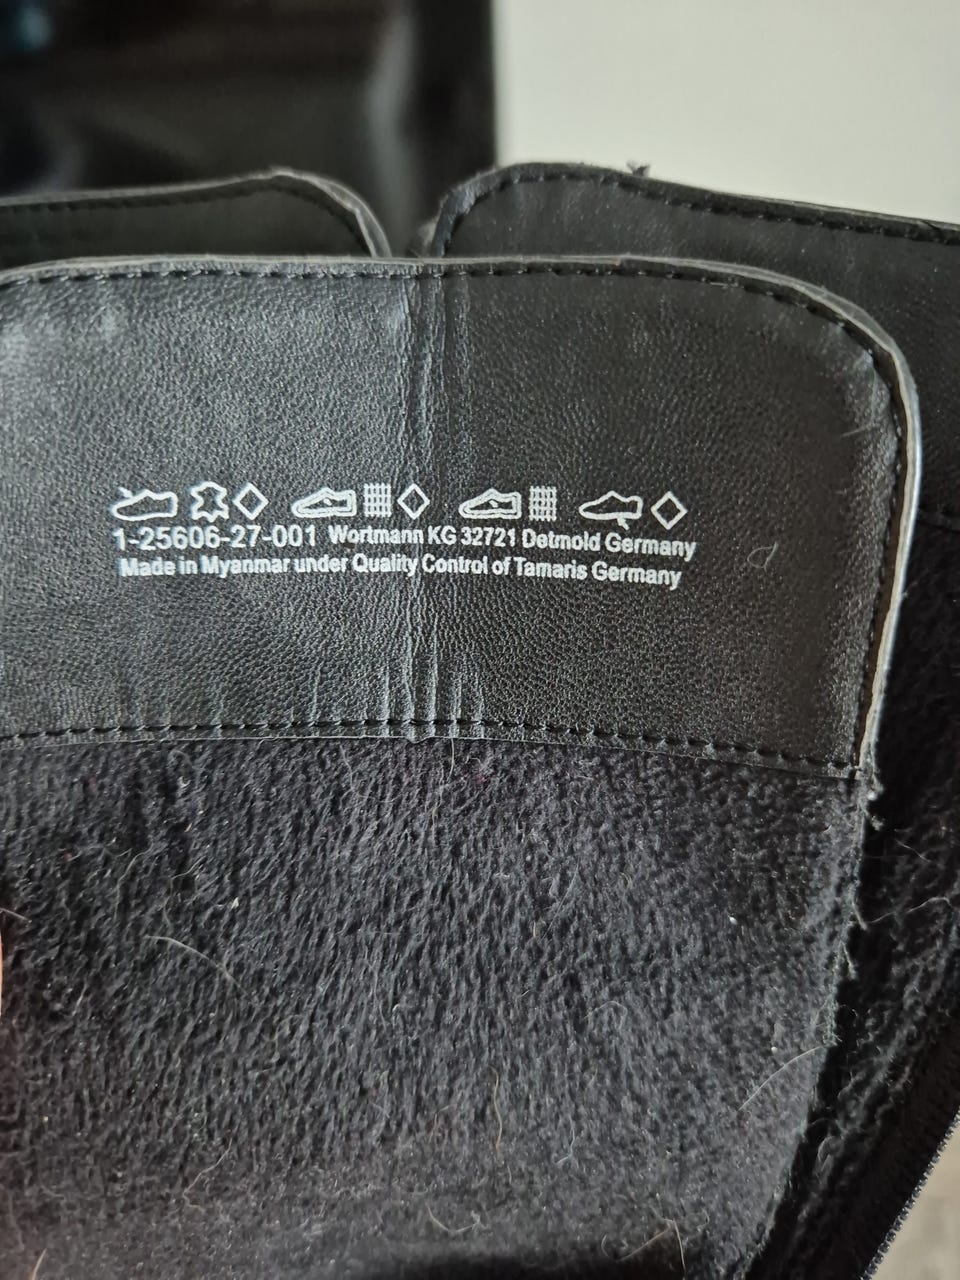 1-25606-27-001 Wortmann KG 32721 Detmold Germany
Made in Myanmar under Quality Control of Tamaris Germany